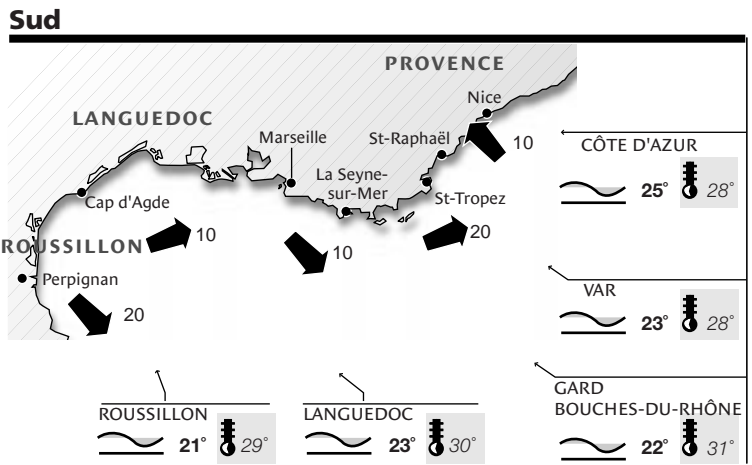 Sud
PROVENCE
Nice
LANGUEDOC
Marseille
St-Raphaël
10
CÔTE D'AZUR
25° 28°
La Seyne-
sur-Mer
St-Tropez
Cap d'Agde
20
10
10
ROUSSILLON
Perpignan
20
VAR
23° 28°
GARD
BOUCHES-DU-RHÔNE
22° 31°
ROUSSILLON
21° 29°
LANGUEDOC
23° 30°